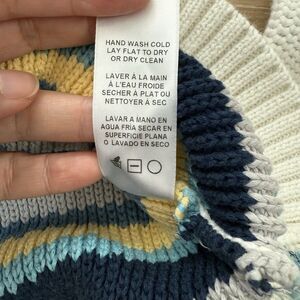 HAND WASH COLD
LAY FLAT TO DRY
OR DRY CLEAN
LAVER À LA MAIN
À L'EAU FROIDE
SÉCHER À PLAT OU
NETTOYER À SEC
LAVAR A MANO EN
AGUA FRIA SECAR EN
SUPERFICIE PLANA
O LAVADO EN SECO